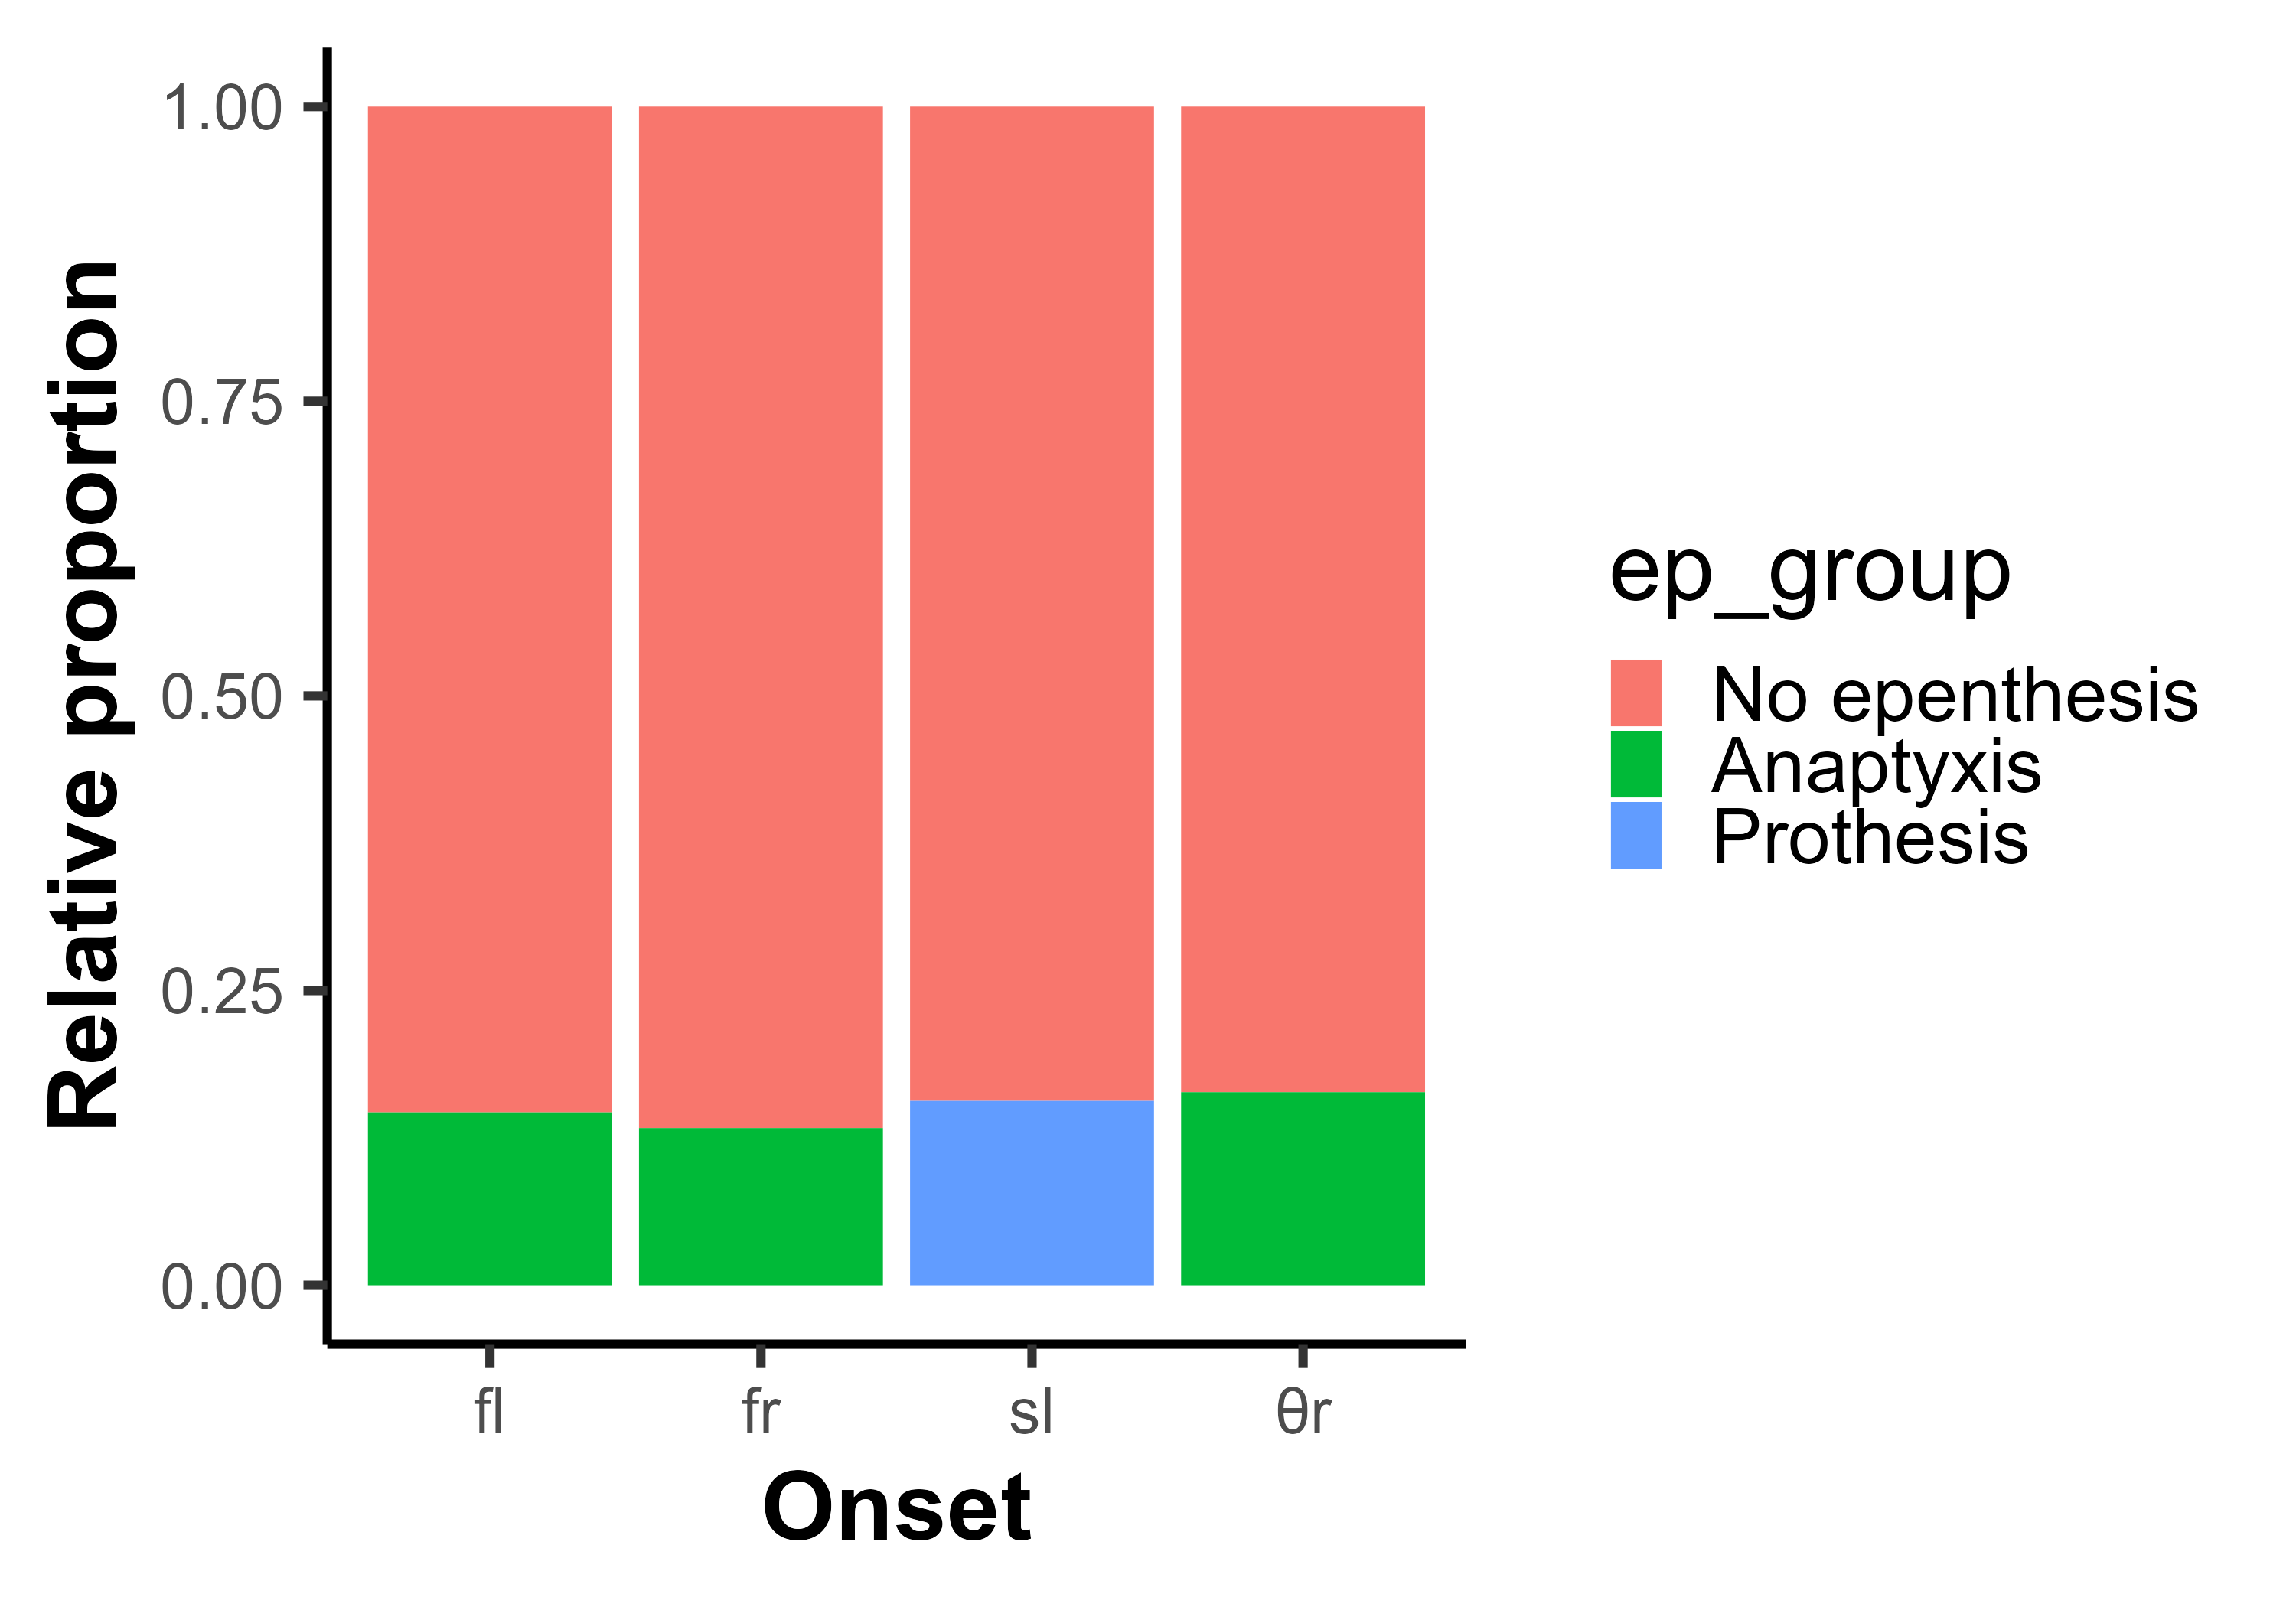 Relative proportion
1.00
0.75
0.50
0.25
0.00
fl
fr
sl
θr
Onset
ep_group
No epenthesis
Anaptyxis
Prothesis